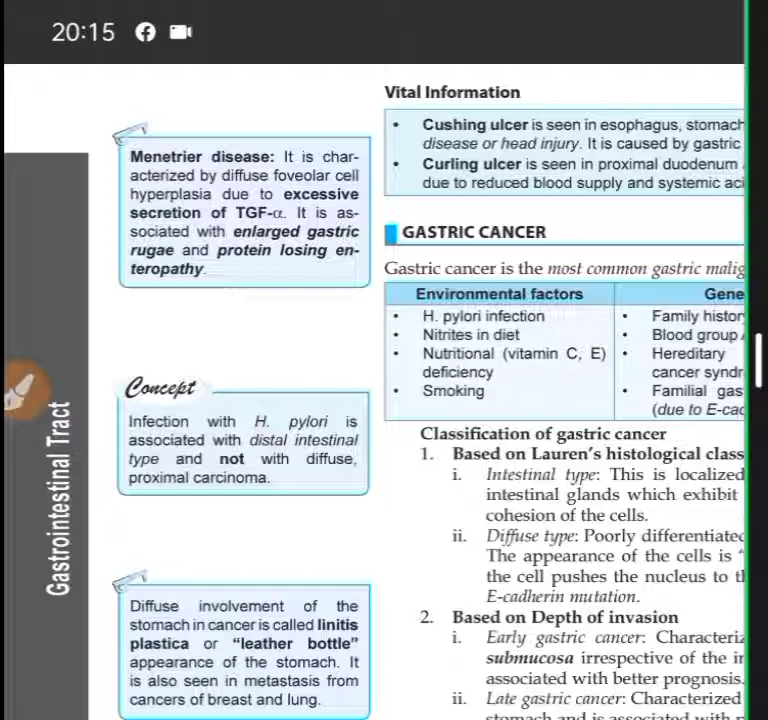 20:15
Menetrier disease: It is char-
acterized by diffuse foveolar cell
hyperplasia due to excessive
secretion of TGF-α. It is as-
sociated with enlarged gastric
rugae and protein losing en-
teropathy.
Concept
Infection with H. pylori is
associated with distal intestinal
type and not with diffuse,
proximal carcinoma.
Diffuse involvement of the
stomach in cancer is called linitis
plastica or “leather bottle”
appearance of the stomach. It
is also seen in metastasis from
cancers of breast and lung.
Gastrointestinal Tract
Vital Information
• Cushing ulcer is seen in esophagus, stomach
disease or head injury. It is caused by gastric
• Curling ulcer is seen in proximal duodenum
due to reduced blood supply and systemic aci
GASTRIC CANCER
Gastric cancer is the most common gastric malig
Environmental factors
• H. pylori infection
• Nitrites in diet
• Nutritional (vitamin C, E)
deficiency
• Smoking
Gene
• Family histor
• Blood group
• Hereditary
cancer syndr
• Familial gas
(due to E-cad
Classification of gastric cancer
1. Based on Lauren's histological class
i. Intestinal type: This is localized
intestinal glands which exhibit
cohesion of the cells.
ii. Diffuse type: Poorly differentiated
The appearance of the cells is “
the cell pushes the nucleus to th
E-cadherin mutation.
2. Based on Depth of invasion
i. Early gastric cancer: Characteriz
submucosa irrespective of the in
associated with better prognosis.
ii. Late gastric cancer: Characterized
stomach and is associated with